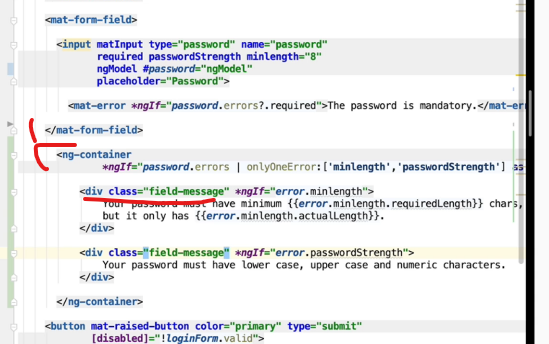 <mat-form-field>
<input matInput type="password" name="password"
required passwordStrength minlength="8"
ngModel #password="ngModel"
placeholder="Password">
<mat-error *ngIf="password.errors?.required">The password is mandatory.</mat-er
</mat-form-field>
<ng-container
*ngIf="password.errors | onlyOneError:['minlength','passwordStrength'] as
<div class="field-message" *ngIf="error.minlength">
Your password must have minimum {{error.minlength.requiredLength}} chars,
but it only has {{error.minlength.actualLength}}.
</div>
<div class="field-message" *ngIf="error.passwordStrength">
Your password must have lower case, upper case and numeric characters.
</div>
</ng-container>
<button mat-raised-button color="primary" type="submit"
[disabled]="!loginForm.valid">